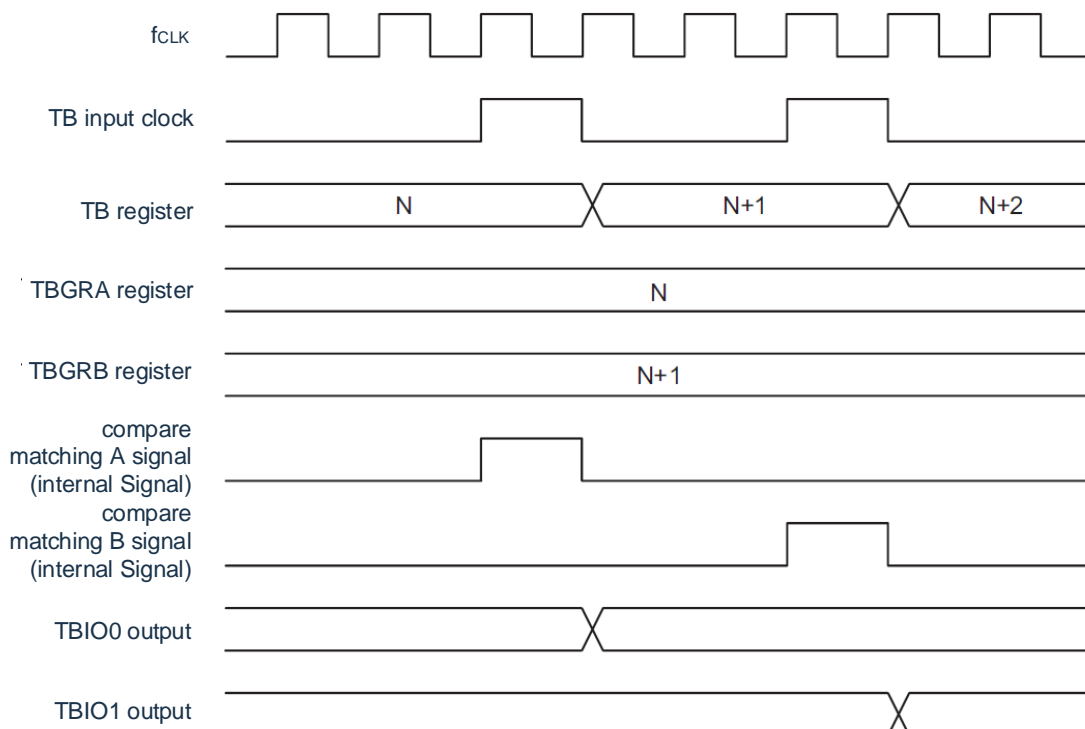 fCLK
TB input clock
TB register
N
N+1
N+2
TBGRA register
N
TBGRB register
N+1
compare
matching A signal
(internal Signal)
compare
matching B signal
(internal Signal)
TBIO0 output
TBIO1 output